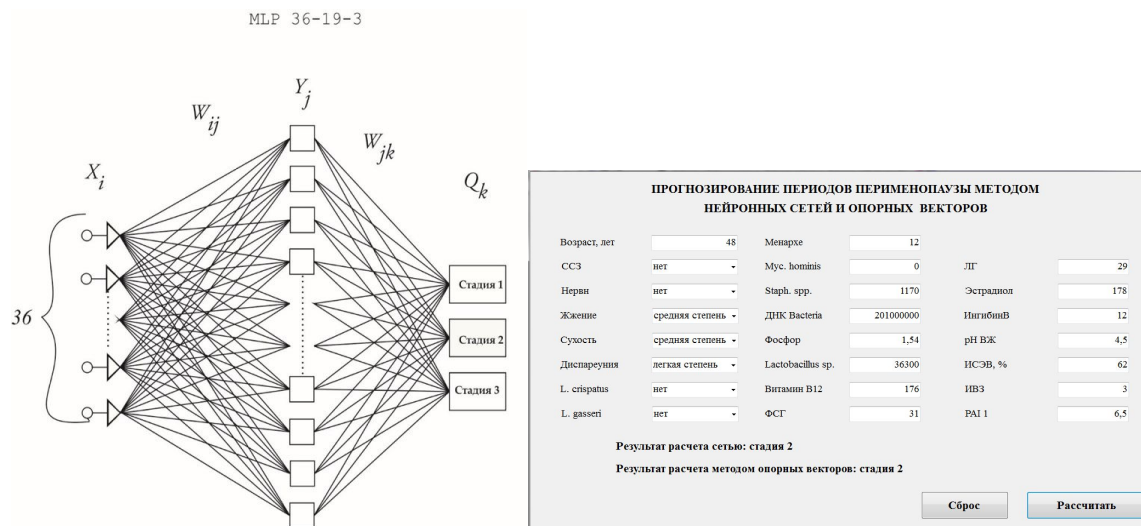 MLP 36-19-3
Y_j
W_ij
W_jk
X_i
Q_k
36
Стадия 1
Стадия 2
Стадия 3
ПРОГНОЗИРОВАНИЕ ПЕРИОДОВ ПЕРИМЕНОПАУЗЫ МЕТОДОМ
НЕЙРОННЫХ СЕТЕЙ И ОПОРНЫХ ВЕКТОРОВ
Возраст, лет 48 Менархе 12
ССЗ нет Myc. hominis 0 ЛГ 29
Нервн нет Staph. spp. 1170 Эстрадиол 178
Жжение средняя степень ДНК Bacteria 201000000 ИнгибинВ 12
Сухость средняя степень Фосфор 1,54 pH ВЖ 4,5
Диспареуния легкая степень Lactobacillus sp. 36300 ИСЭВ, % 62
L. crispatus нет Витамин В12 176 ИВЗ 3
L. gasseri нет ФСГ 31 PAI 1 6,5
Результат расчета сетью: стадия 2
Результат расчета методом опорных векторов: стадия 2
Сброс Рассчитать